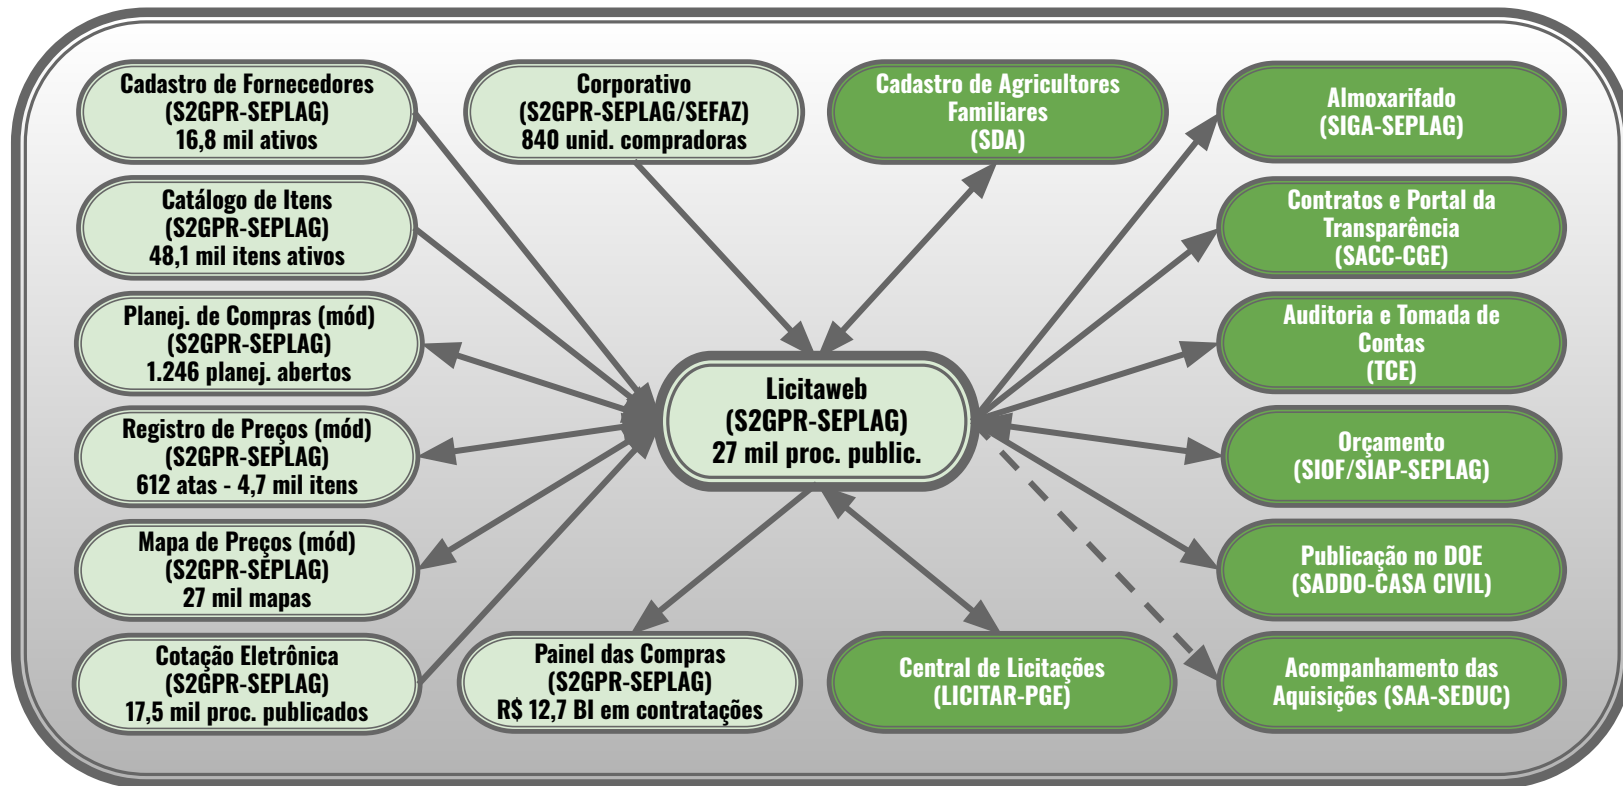 Cadastro de Fornecedores
(S2GPR-SEPLAG)
16,8 mil ativos
Corporativo
(S2GPR-SEPLAG/SEFAZ)
840 unid. compradoras
Cadastro de Agricultores
Familiares
(SDA)
Almoxarifado
(SIGA-SEPLAG)
Catálogo de Itens
(S2GPR-SEPLAG)
48,1 mil itens ativos
Contratos e Portal da
Transparência
(SACC-CGE)
Planej. de Compras (mód)
(S2GPR-SEPLAG)
1.246 planej. abertos
Auditoria e Tomada de
Contas
(TCE)
Licitaweb
(S2GPR-SEPLAG)
27 mil proc. public.
Registro de Preços (mód)
(S2GPR-SEPLAG)
612 atas - 4,7 mil itens
Orçamento
(SIOF/SIAP-SEPLAG)
Mapa de Preços (mód)
(S2GPR-SEPLAG)
27 mil mapas
Publicação no DOE
(SADDO-CASA CIVIL)
Cotação Eletrônica
(S2GPR-SEPLAG)
17,5 mil proc. publicados
Painel das Compras
(S2GPR-SEPLAG)
R$ 12,7 BI em contratações
Central de Licitações
(LICITAR-PGE)
Acompanhamento das
Aquisições (SAA-SEDUC)